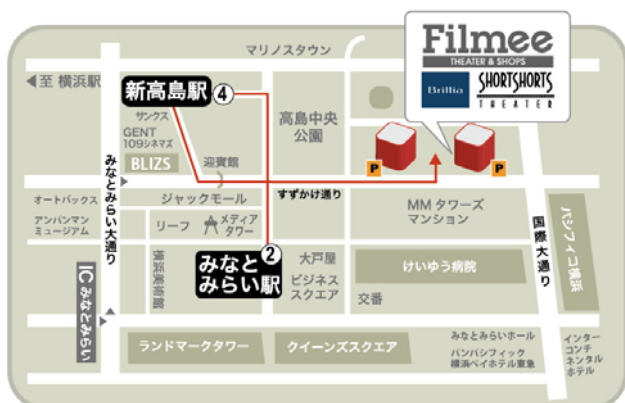 Filmee
THEATER & SHOPS
Brillia
SHORTSHORTS
THEATER
マリノスタウン
至 横浜駅
新高島駅
4
サンクス
GENT
109シネマズ
BLIZS
迎賓館
高島中央
公園
P
P
みなとみらい大通り
すずかけ通り
オートバックス
ジャックモール
アンパンマン
ミュージアム
リーフ
メディア
タワー
MM タワーズ
マンション
国際大通り
パシフィコ横浜
横浜美術館
2
みなと
みらい駅
大戸屋
ビジネス
スクエア
けいゆう病院
交番
IC みなとみらい
ランドマークタワー
クイーンズスクエア
みなとみらいホール
パンパシフィック
横浜ベイホテル東急
インター
コンチ
ネンタル
ホテル